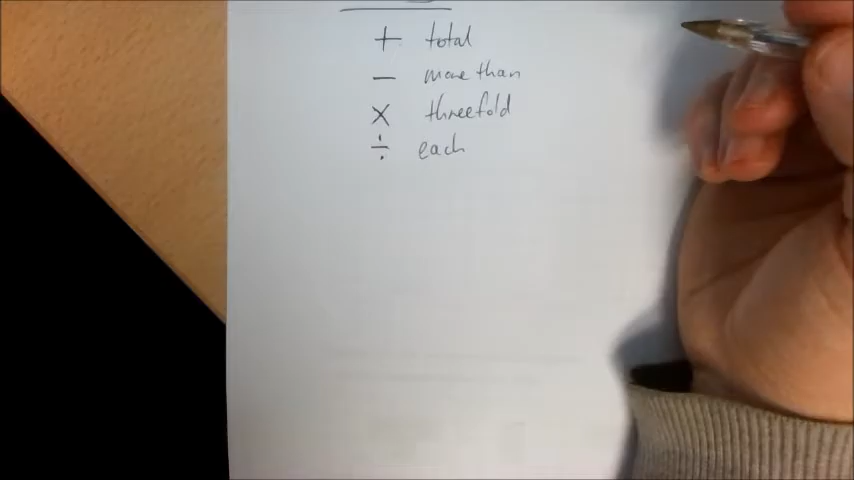 + total
− more than
× threefold
÷ each